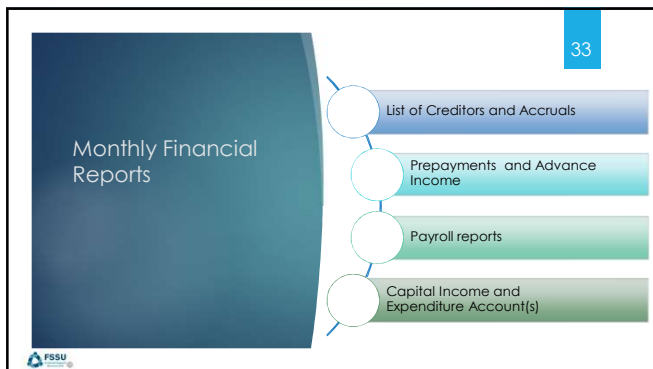 33
Monthly Financial
Reports
List of Creditors and Accruals
Prepayments and Advance
Income
Payroll reports
Capital Income and
Expenditure Account(s)
FSSU